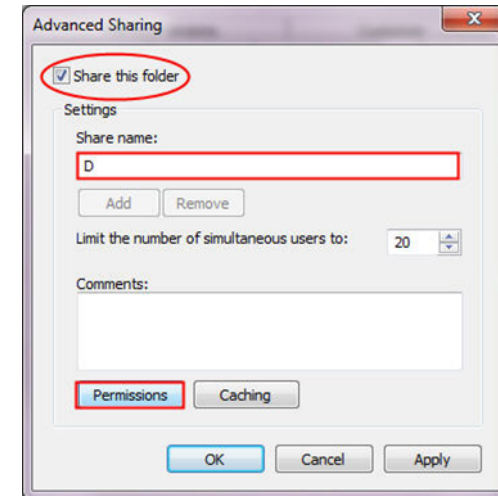 Advanced Sharing
Share this folder
Settings
Share name:
D
Add Remove
Limit the number of simultaneous users to: 20
Comments:
Permissions Caching
OK Cancel Apply